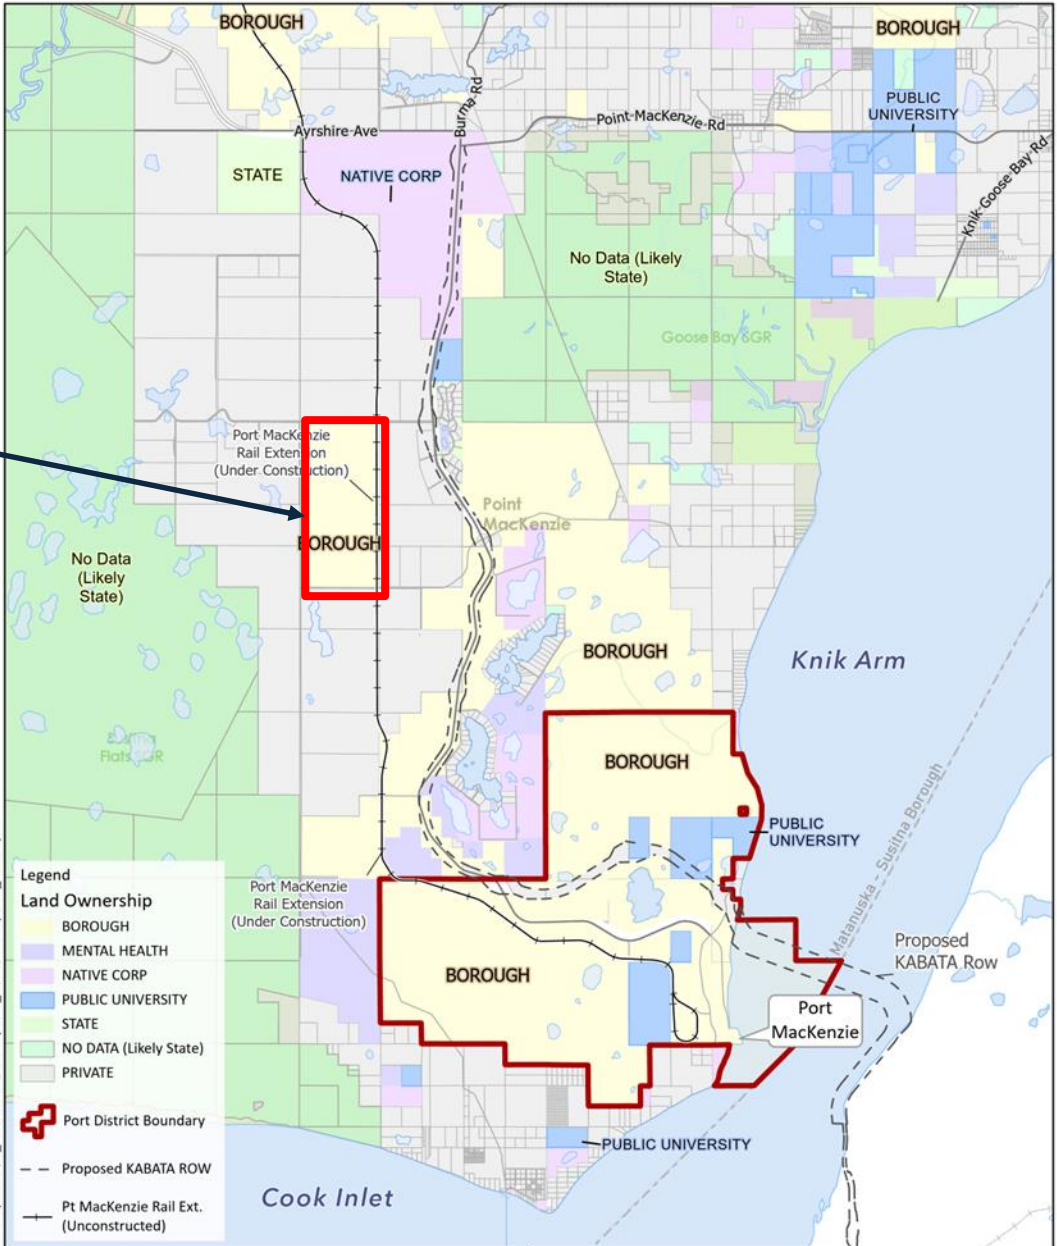 BOROUGH
BOROUGH
PUBLIC
UNIVERSITY
Burma Rd
Point MacKenzie Rd
Ayrshire Ave
Knik Goose Bay Rd
STATE
NATIVE CORP
No Data (Likely
State)
Goose Bay SGR
Port MacKenzie
Rail Extension
(Under Construction)
BOROUGH
Point
MacKenzie
No Data
(Likely
State)
BOROUGH
Knik Arm
Flats SGR
BOROUGH
PUBLIC
UNIVERSITY
Matanuska - Susitna Borough
Port MacKenzie
Rail Extension
(Under Construction)
BOROUGH
Proposed
KABATA Row
Port
MacKenzie
PUBLIC UNIVERSITY
Cook Inlet
Legend
Land Ownership
BOROUGH
MENTAL HEALTH
NATIVE CORP
PUBLIC UNIVERSITY
STATE
NO DATA (Likely State)
PRIVATE
Port District Boundary
Proposed KABATA ROW
Pt MacKenzie Rail Ext.
(Unconstructed)